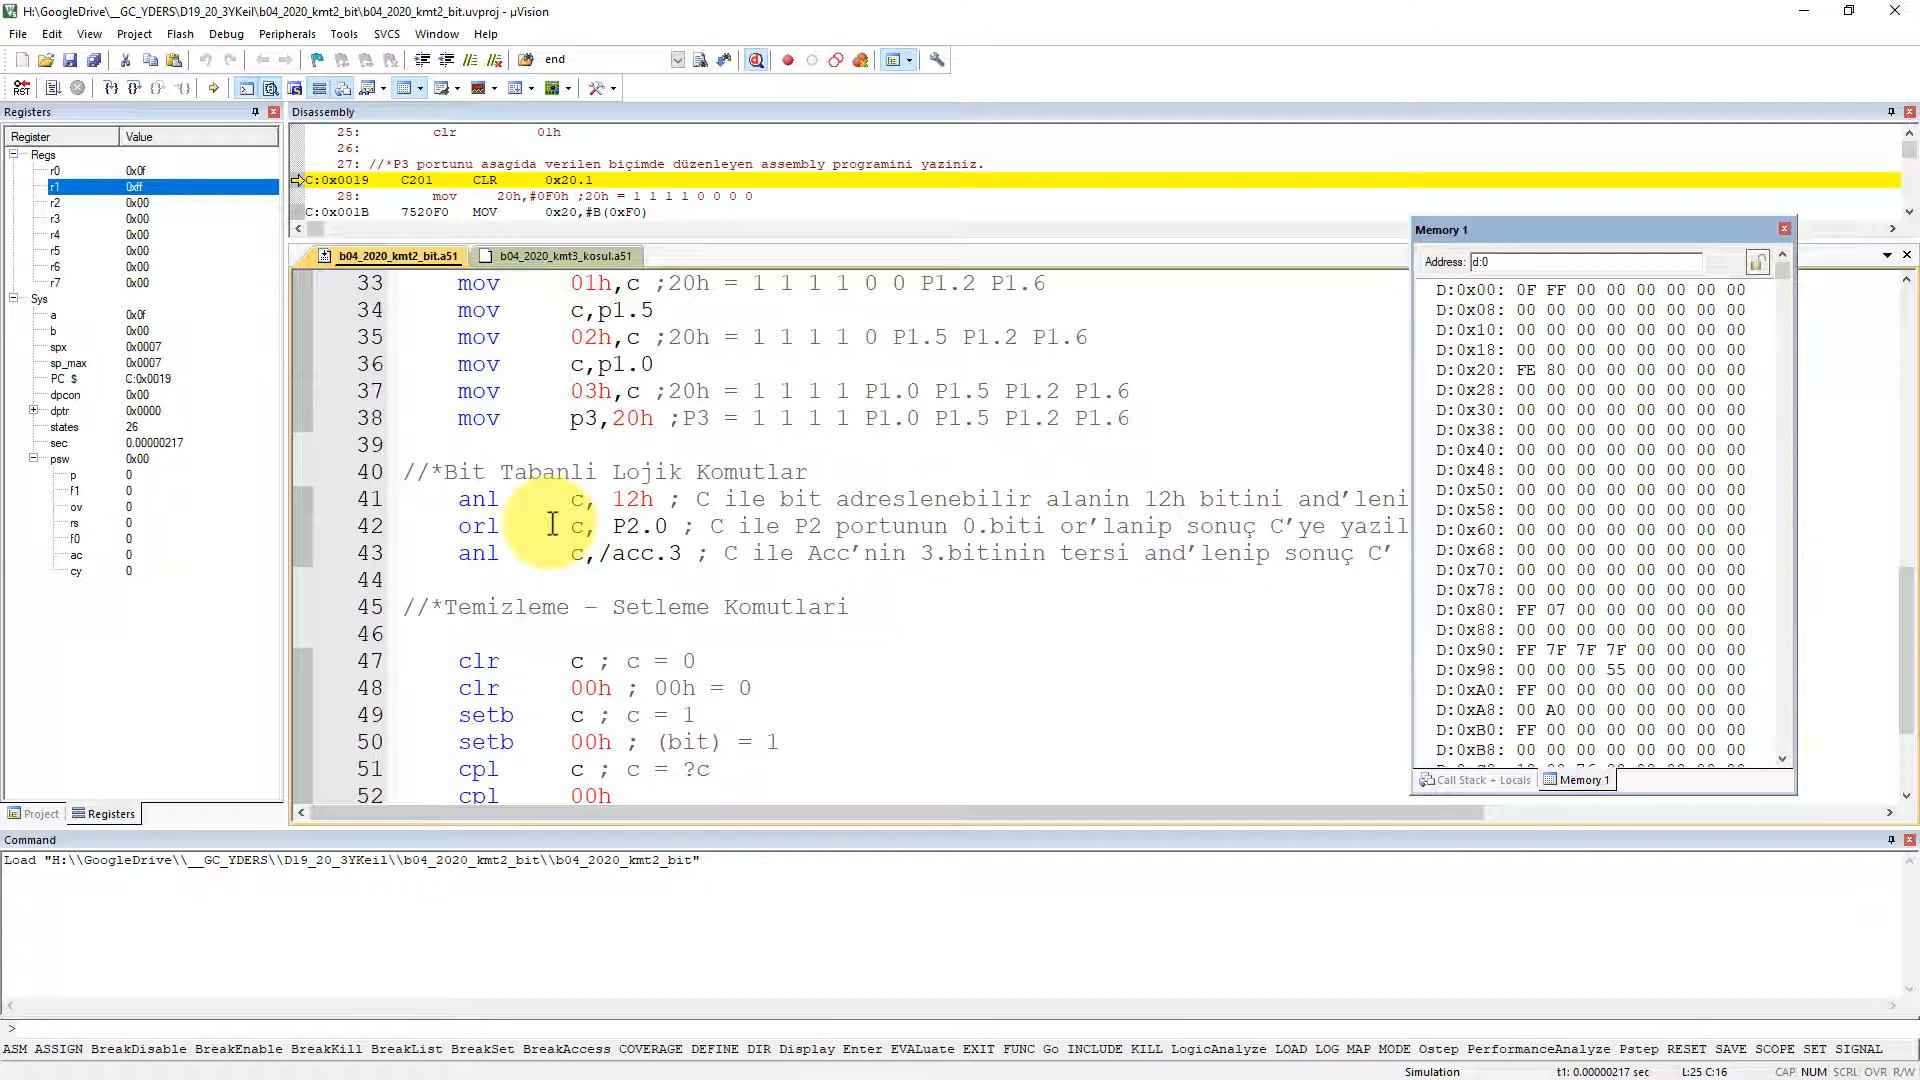 H:\GoogleDrive\__GC_YDERS\D19_20_3YKeil\b04_2020_kmt2_bit\b04_2020_kmt2_bit.uvproj - µVision
File Edit View Project Flash Debug Peripherals Tools SVCS Window Help
end
Registers
Register Value
Regs
r0 0x0f
r1 0xff
r2 0x00
r3 0x00
r4 0x00
r5 0x00
r6 0x00
r7 0x00
Sys
a 0x0f
b 0x00
spx 0x0007
sp_max 0x0007
PC $ C:0x0019
dpcon 0x00
dptr 0x0000
states 26
sec 0.00000217
psw 0x00
p 0
f1 0
ov 0
rs 0
f0 0
ac 0
cy 0
Project Registers
Disassembly
25: clr 01h
26:
27: //*P3 portunu asagida verilen biçimde düzenleyen assembly programini yaziniz.
C:0x0019 C201 CLR 0x20.1
28: mov 20h,#0F0h ;20h = 1 1 1 1 0 0 0 0
C:0x001B 7520F0 MOV 0x20,#B(0xF0)
b04_2020_kmt2_bit.a51 b04_2020_kmt3_kosul.a51
33 mov 01h,c ;20h = 1 1 1 1 0 0 P1.2 P1.6
34 mov c,p1.5
35 mov 02h,c ;20h = 1 1 1 1 0 P1.5 P1.2 P1.6
36 mov c,p1.0
37 mov 03h,c ;20h = 1 1 1 1 P1.0 P1.5 P1.2 P1.6
38 mov p3,20h ;P3 = 1 1 1 1 P1.0 P1.5 P1.2 P1.6
39
40 //*Bit Tabanli Lojik Komutlar
41 anl c, 12h ; C ile bit adreslenebilir alanin 12h bitini and’leni
42 orl c, P2.0 ; C ile P2 portunun 0.biti or’lanip sonuç C’ye yazil
43 anl c,/acc.3 ; C ile Acc’nin 3.bitinin tersi and’lenip sonuç C’
44
45 //*Temizleme – Setleme Komutlari
46
47 clr c ; c = 0
48 clr 00h ; 00h = 0
49 setb c ; c = 1
50 setb 00h ; (bit) = 1
51 cpl c ; c = ?c
52 cpl 00h
Memory 1
Address: d:0
D:0x00: 0F FF 00 00 00 00 00 00
D:0x08: 00 00 00 00 00 00 00 00
D:0x10: 00 00 00 00 00 00 00 00
D:0x18: 00 00 00 00 00 00 00 00
D:0x20: FE 80 00 00 00 00 00 00
D:0x28: 00 00 00 00 00 00 00 00
D:0x30: 00 00 00 00 00 00 00 00
D:0x38: 00 00 00 00 00 00 00 00
D:0x40: 00 00 00 00 00 00 00 00
D:0x48: 00 00 00 00 00 00 00 00
D:0x50: 00 00 00 00 00 00 00 00
D:0x58: 00 00 00 00 00 00 00 00
D:0x60: 00 00 00 00 00 00 00 00
D:0x68: 00 00 00 00 00 00 00 00
D:0x70: 00 00 00 00 00 00 00 00
D:0x78: 00 00 00 00 00 00 00 00
D:0x80: FF 07 00 00 00 00 00 00
D:0x88: 00 00 00 00 00 00 00 00
D:0x90: FF 7F 7F 7F 00 00 00 00
D:0x98: 00 00 00 55 00 00 00 00
D:0xA0: FF 00 00 00 00 00 00 00
D:0xA8: 00 A0 00 00 00 00 00 00
D:0xB0: FF 00 00 00 00 00 00 00
D:0xB8: 00 00 00 00 00 00 00 00
Call Stack + Locals Memory 1
Command
Load "H:\\GoogleDrive\\__GC_YDERS\\D19_20_3YKeil\\b04_2020_kmt2_bit\\b04_2020_kmt2_bit"
>
ASM ASSIGN BreakDisable BreakEnable BreakKill BreakList BreakSet BreakAccess COVERAGE DEFINE DIR Display Enter EVALuate EXIT FUNC Go INCLUDE KILL LogicAnalyze LOAD LOG MAP MODE Ostep PerformanceAnalyze Pstep RESET SAVE SCOPE SET SIGNAL
Simulation t1: 0.00000217 sec L:25 C:16 CAP NUM SCRL OVR R/W